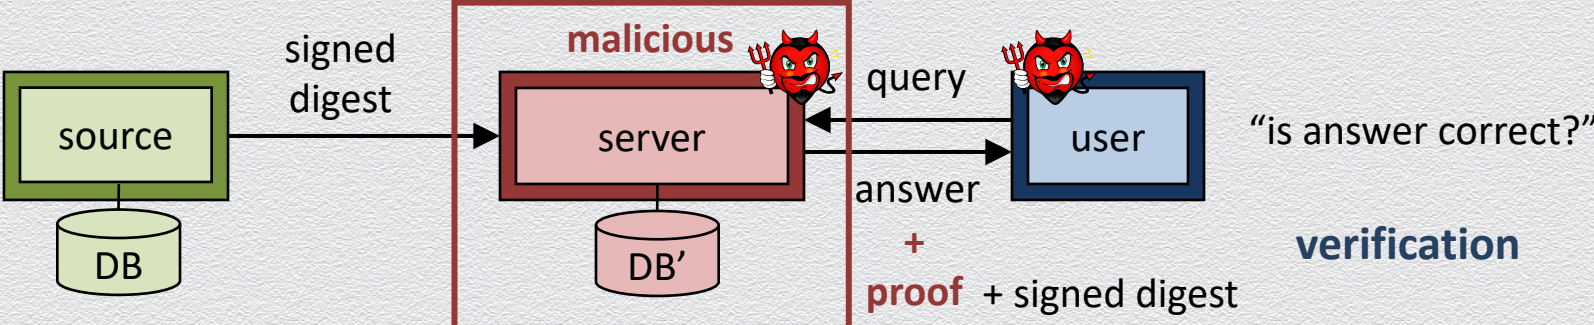 signed
digest
malicious
query
source
server
user
“is answer correct?”
answer
DB
DB’
+
verification
proof + signed digest